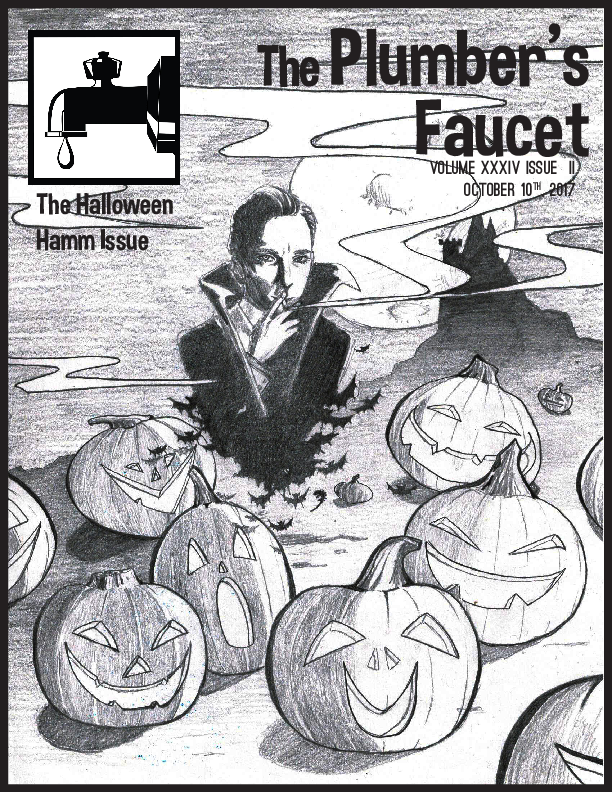 The Plumber's
Faucet
VOLUME XXXIV ISSUE II
OCTOBER 10TH 2017
The Halloween
Hamm Issue